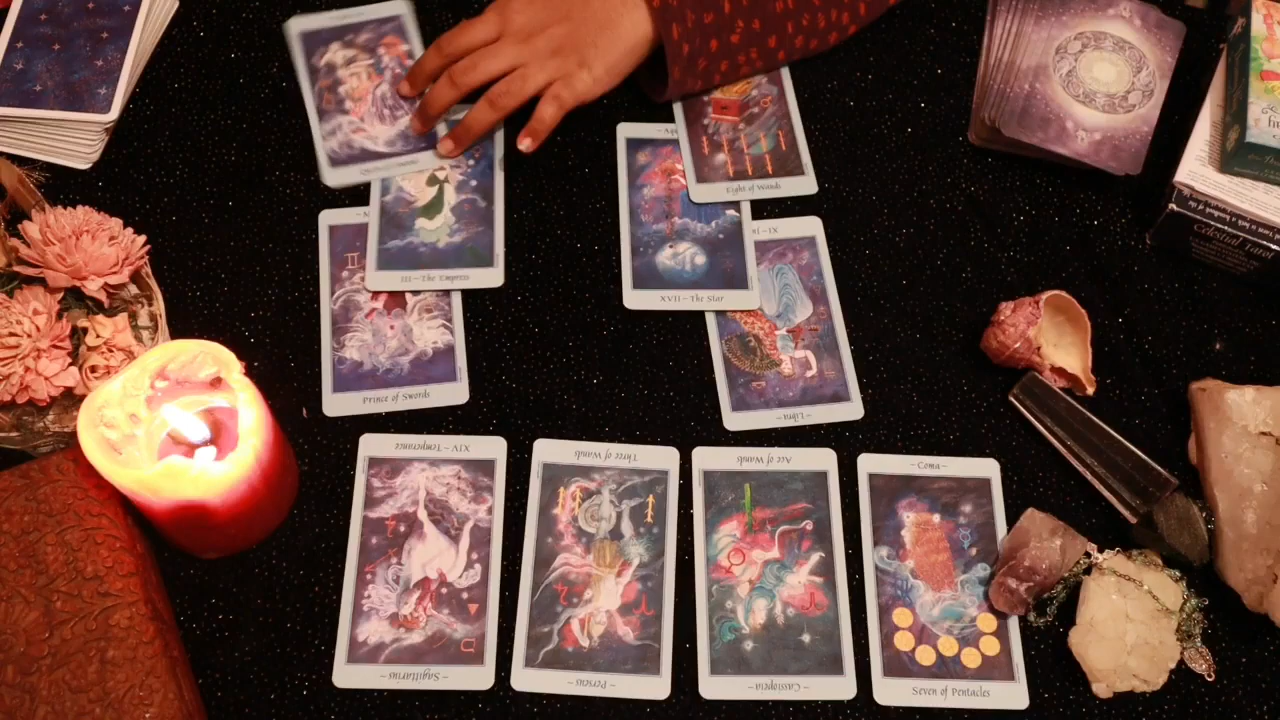 Eight of Wands
III – The Empress
XVII – The Star
IX
Prince of Swords
– Libra –
XIV – Temperance
Three of Wands
Ace of Wands
– Coma –
– Sagittarius –
– Perseus –
– Cassiopeia –
Seven of Pentacles
Celestial Tarot